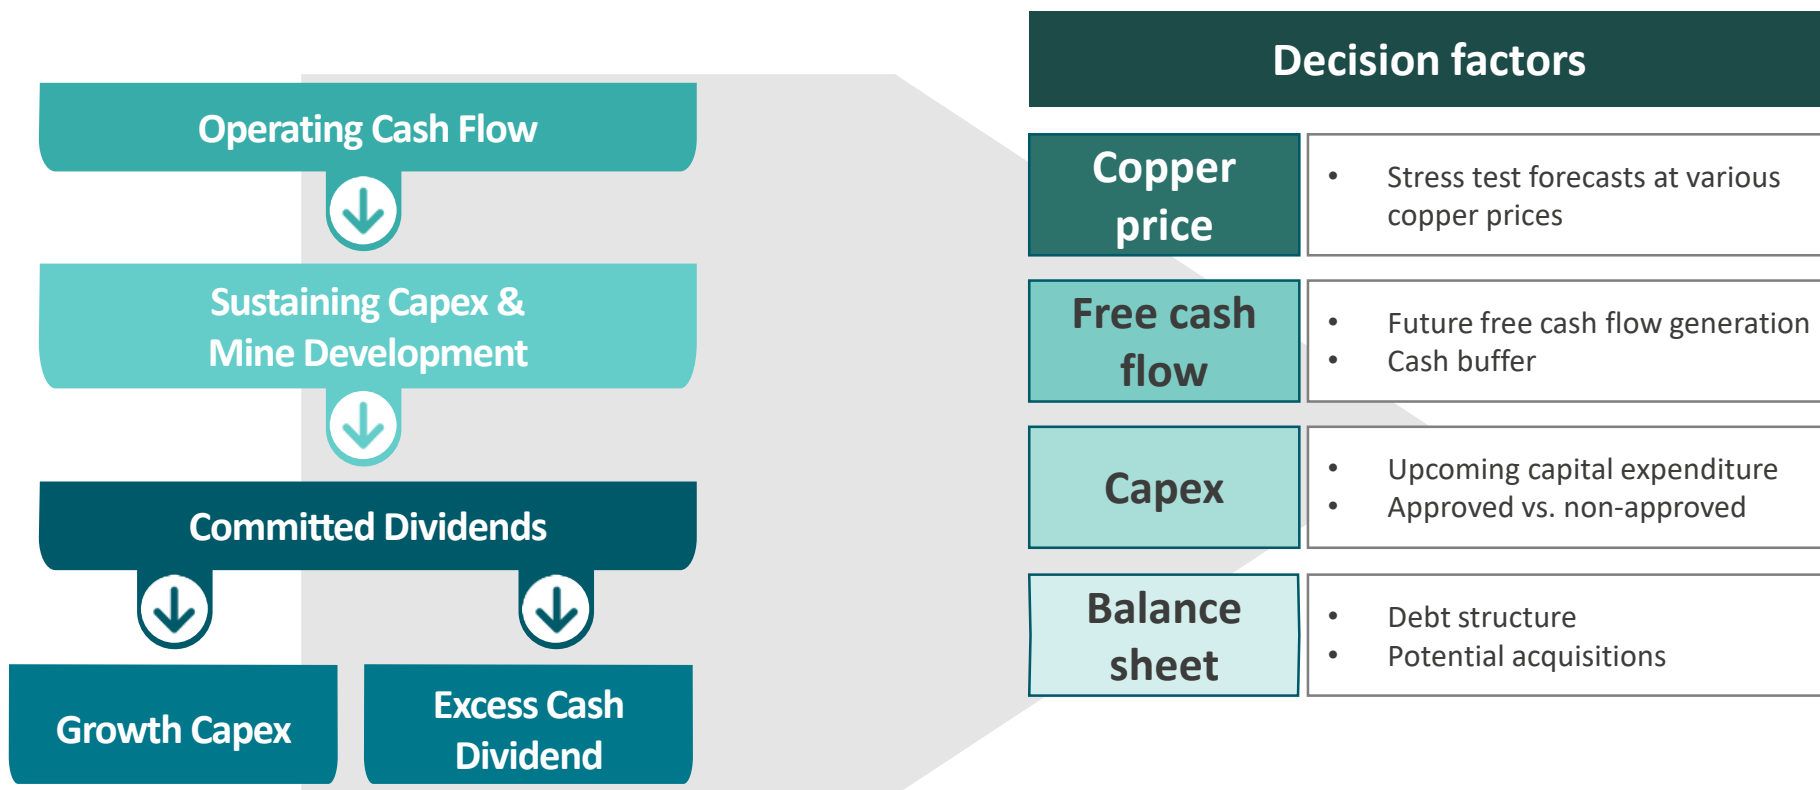 Operating Cash Flow
Sustaining Capex &
Mine Development
Committed Dividends
Growth Capex
Excess Cash
Dividend
Decision factors
Copper
price
• Stress test forecasts at various
copper prices
Free cash
flow
• Future free cash flow generation
• Cash buffer
Capex
• Upcoming capital expenditure
• Approved vs. non-approved
Balance
sheet
• Debt structure
• Potential acquisitions